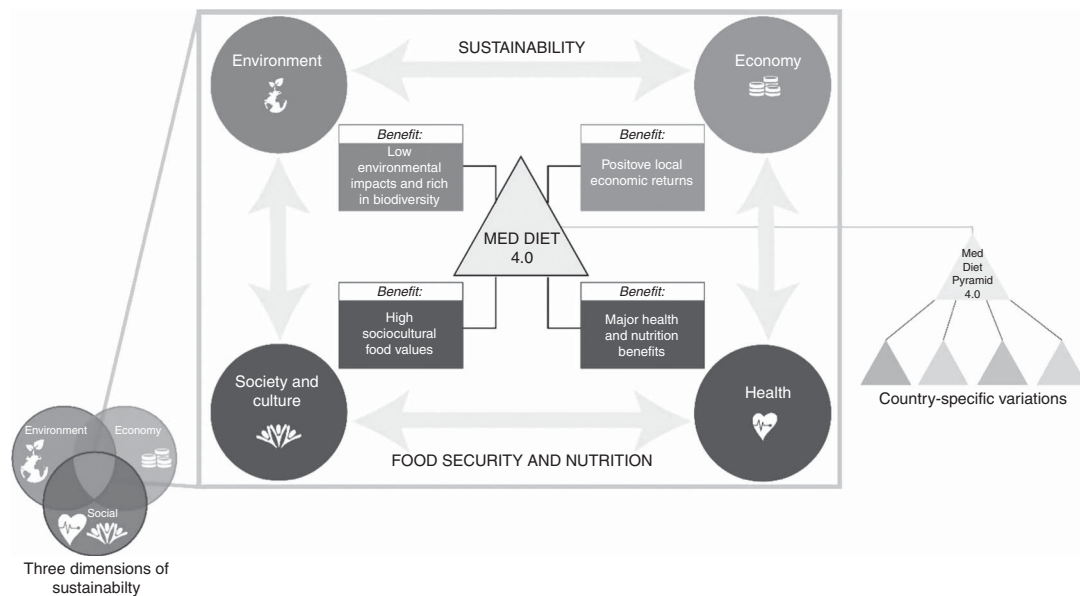 SUSTAINABILITY
Environment
Economy
Benefit:
Low
environmental
impacts and rich
in biodiversity
Benefit:
Positove local
economic returns
MED DIET
4.0
Med
Diet
Pyramid
4.0
Benefit:
High
sociocultural
food values
Benefit:
Major health
and nutrition
benefits
Country-specific variations
Society and
culture
Health
FOOD SECURITY AND NUTRITION
Environment
Economy
Social
Three dimensions of
sustainabilty